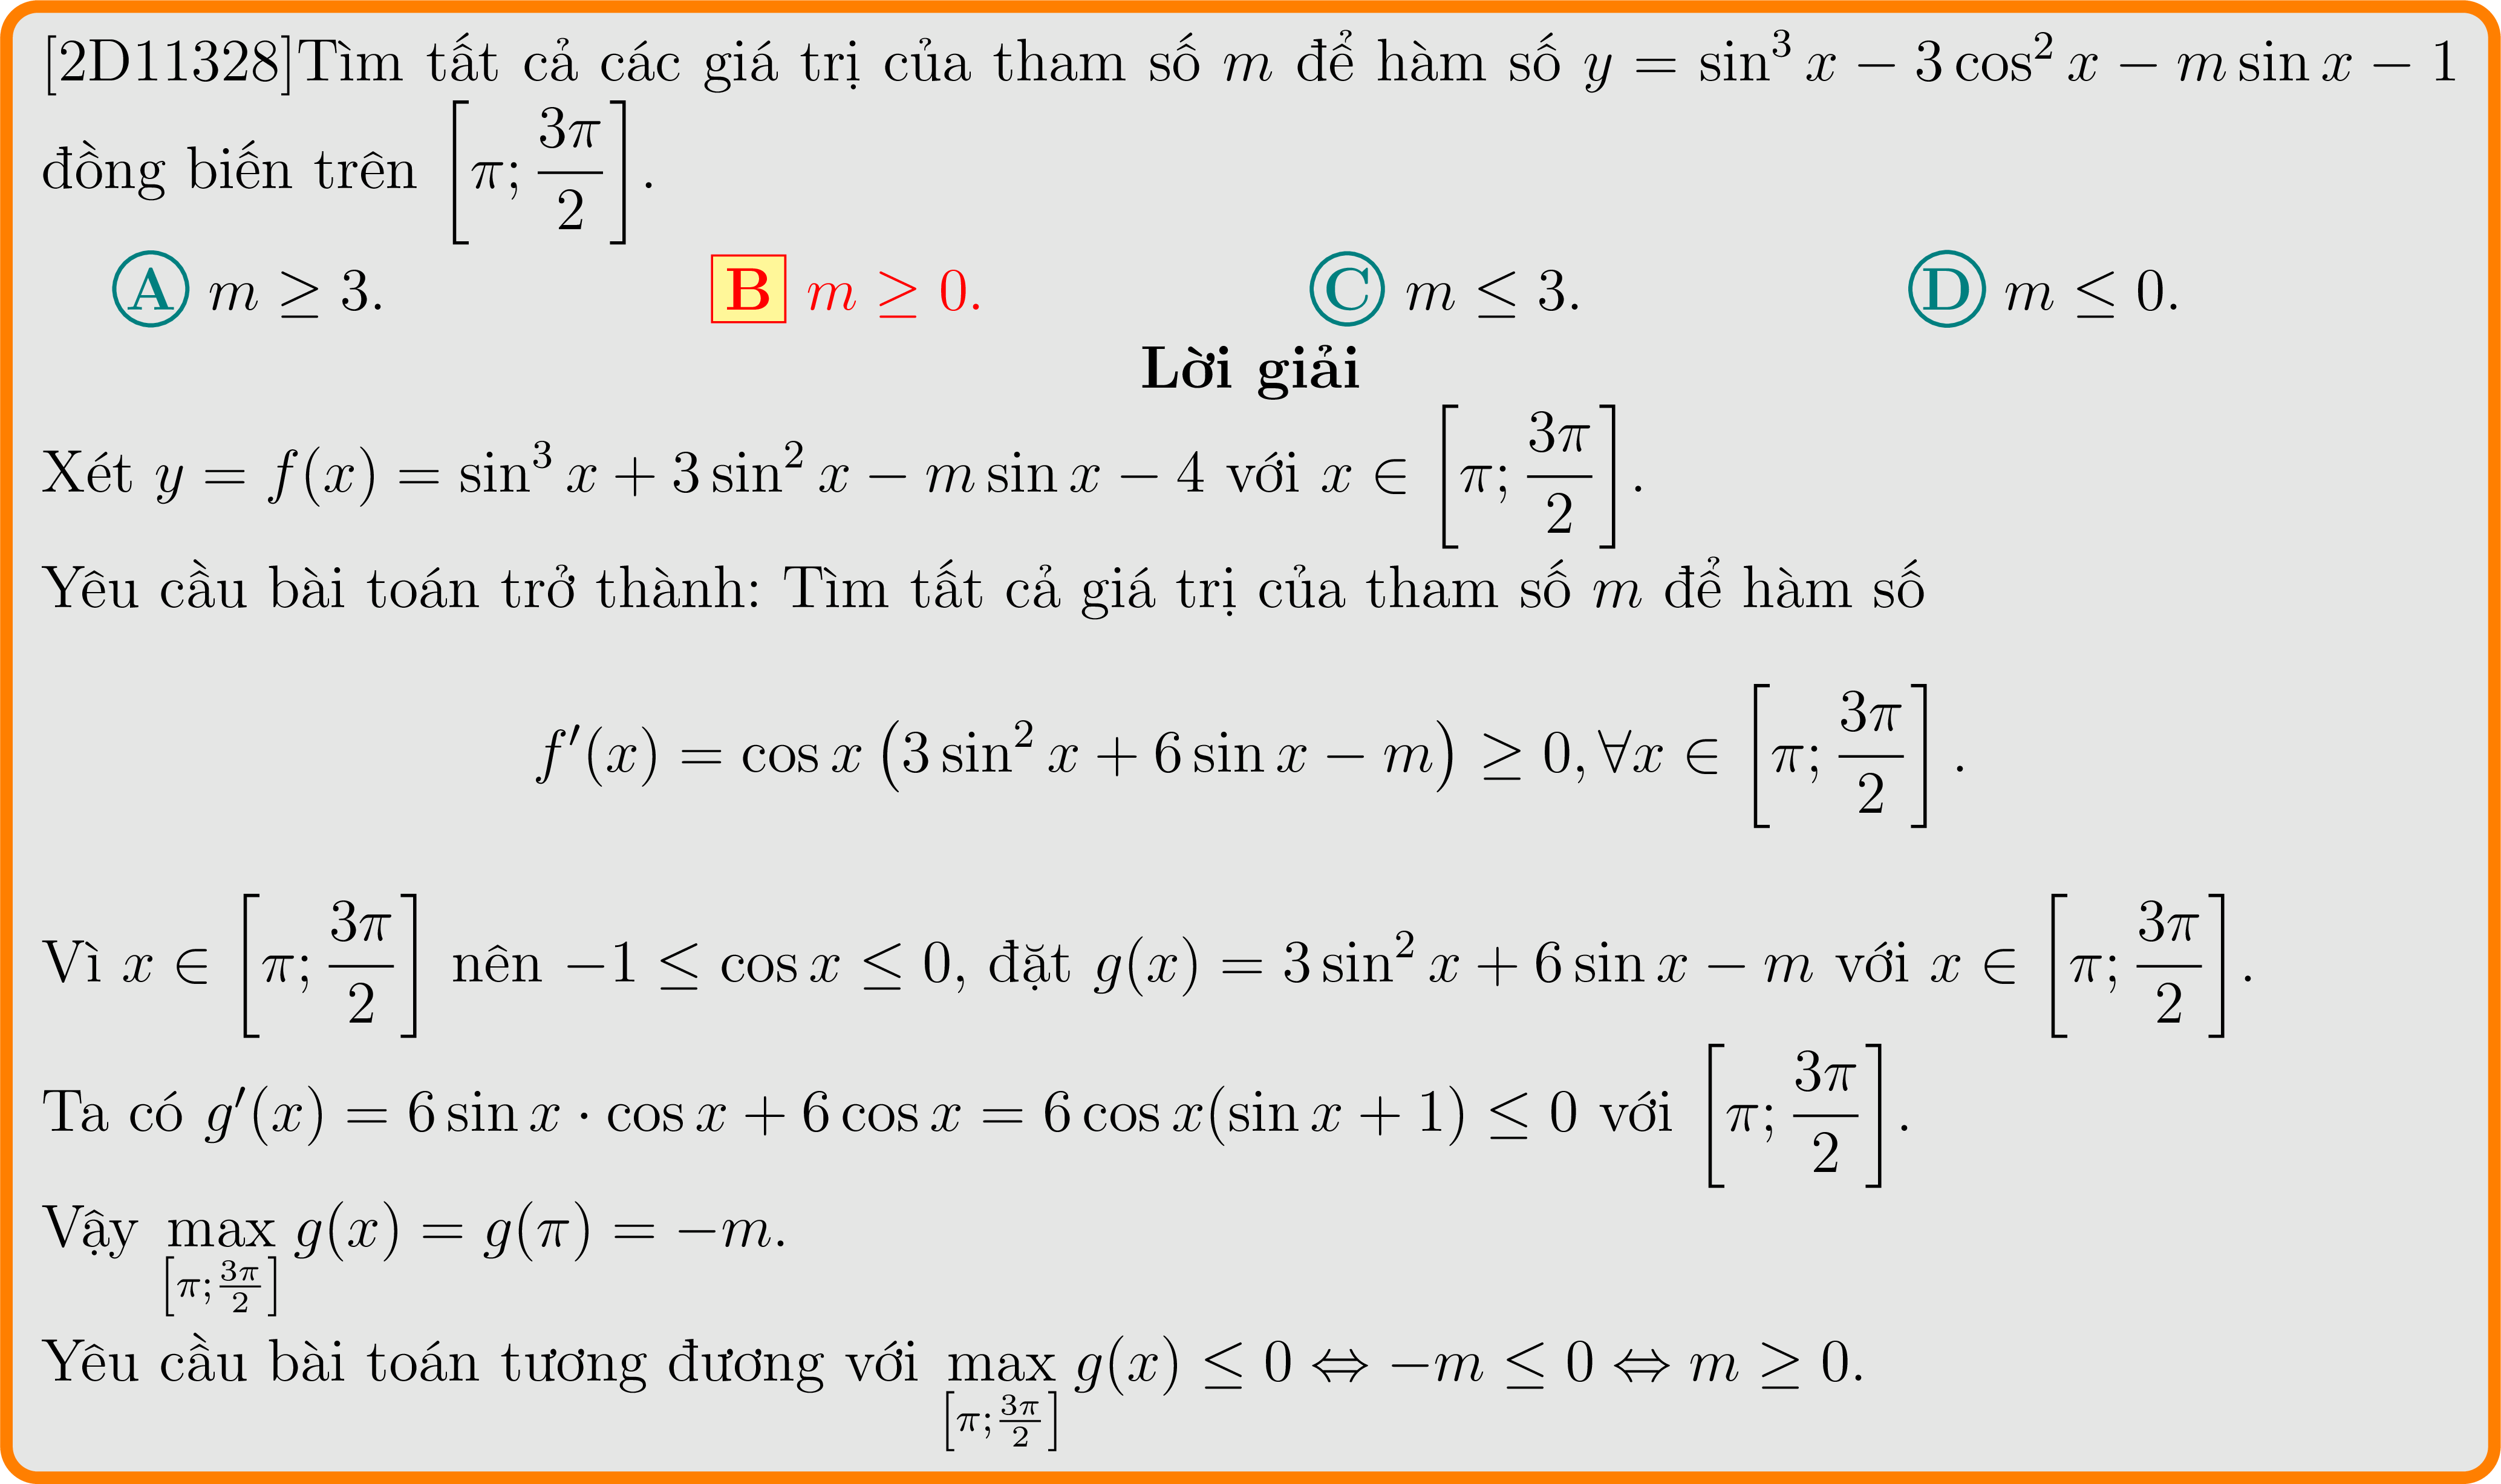 [2D11328]Tìm tất cả các giá trị của tham số $m$ để hàm số $y = \sin^3 x - 3\cos^2 x - m\sin x - 1$
đồng biến trên $\left[\pi; \dfrac{3\pi}{2}\right]$.
A $m \geq 3$. B $m \geq 0$. C $m \leq 3$. D $m \leq 0$.
Lời giải
Xét $y = f(x) = \sin^3 x + 3\sin^2 x - m\sin x - 4$ với $x \in \left[\pi; \dfrac{3\pi}{2}\right]$.
Yêu cầu bài toán trở thành: Tìm tất cả giá trị của tham số $m$ để hàm số
$f'(x) = \cos x\left(3\sin^2 x + 6\sin x - m\right) \geq 0, \forall x \in \left[\pi; \dfrac{3\pi}{2}\right]$.
Vì $x \in \left[\pi; \dfrac{3\pi}{2}\right]$ nên $-1 \leq \cos x \leq 0$, đặt $g(x) = 3\sin^2 x + 6\sin x - m$ với $x \in \left[\pi; \dfrac{3\pi}{2}\right]$.
Ta có $g'(x) = 6\sin x \cdot \cos x + 6\cos x = 6\cos x(\sin x + 1) \leq 0$ với $\left[\pi; \dfrac{3\pi}{2}\right]$.
Vậy $\max\limits_{\left[\pi; \frac{3\pi}{2}\right]} g(x) = g(\pi) = -m$.
Yêu cầu bài toán tương đương với $\max\limits_{\left[\pi; \frac{3\pi}{2}\right]} g(x) \leq 0 \Leftrightarrow -m \leq 0 \Leftrightarrow m \geq 0$.